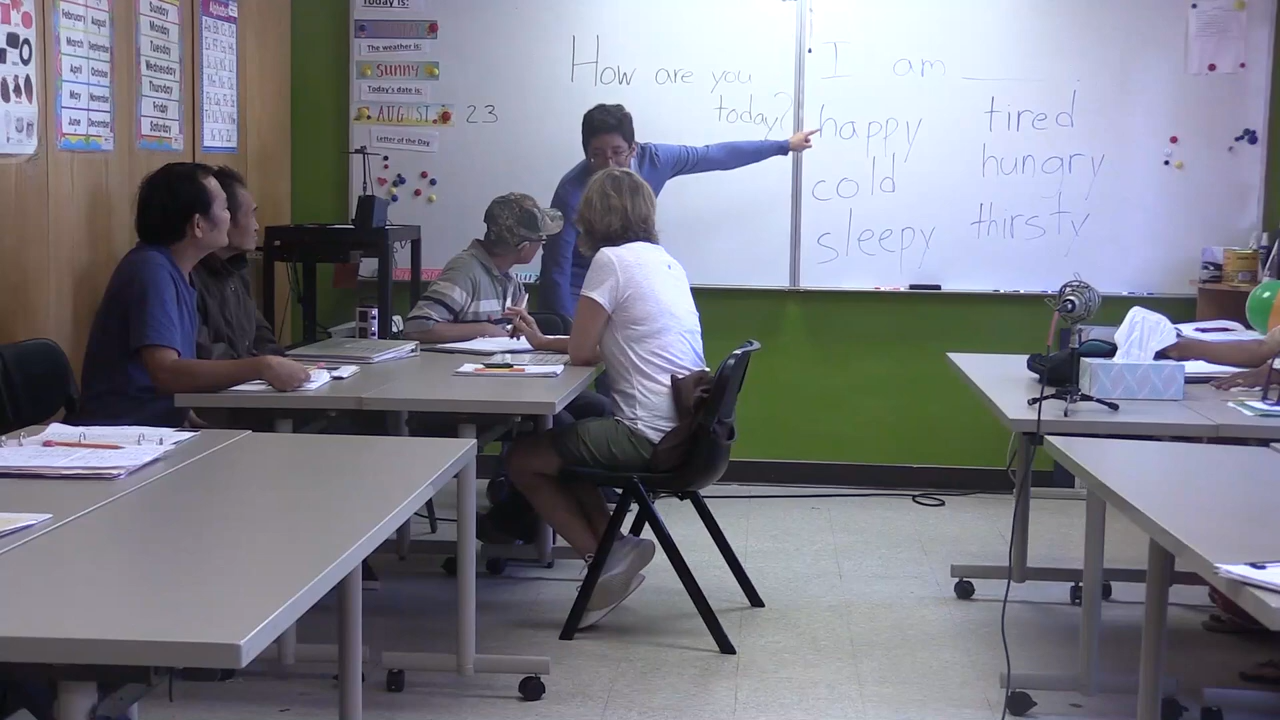 Today is:
The weather is:
SUNNY
Today's date is:
AUGUST 23
Letter of the Day
How are you
today?
I am ________.
happy tired
cold hungry
sleepy thirsty
February August
March September
April October
May November
June December
Sunday
Monday
Tuesday
Wednesday
Thursday
Friday
Saturday
Alphabet